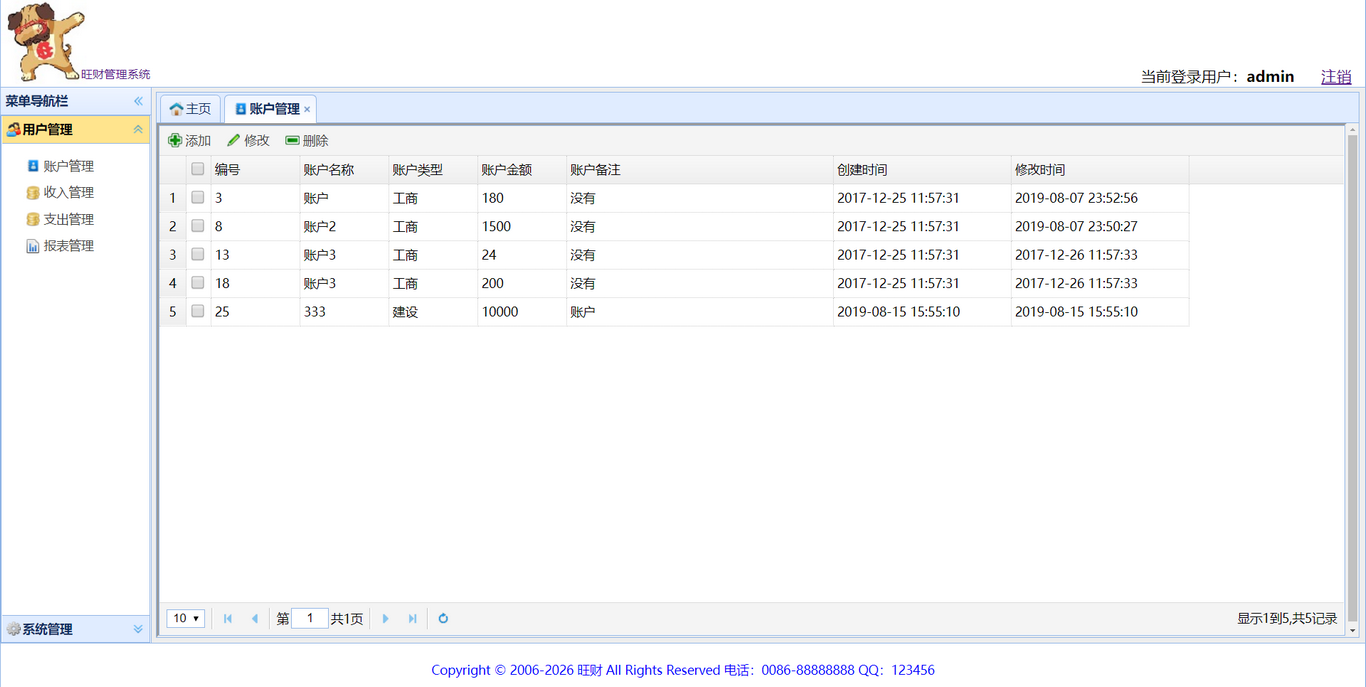 旺财管理系统
当前登录用户：admin 注销
菜单导航栏
用户管理
账户管理
收入管理
支出管理
报表管理
系统管理
主页 账户管理
添加 修改 删除
编号 账户名称 账户类型 账户金额 账户备注 创建时间 修改时间
1 3 账户 工商 180 没有 2017-12-25 11:57:31 2019-08-07 23:52:56
2 8 账户2 工商 1500 没有 2017-12-25 11:57:31 2019-08-07 23:50:27
3 13 账户3 工商 24 没有 2017-12-25 11:57:31 2017-12-26 11:57:33
4 18 账户3 工商 200 没有 2017-12-25 11:57:31 2017-12-26 11:57:33
5 25 333 建设 10000 账户 2019-08-15 15:55:10 2019-08-15 15:55:10
10 第 1 共1页 显示1到5,共5记录
Copyright © 2006-2026 旺财 All Rights Reserved 电话：0086-88888888 QQ：123456